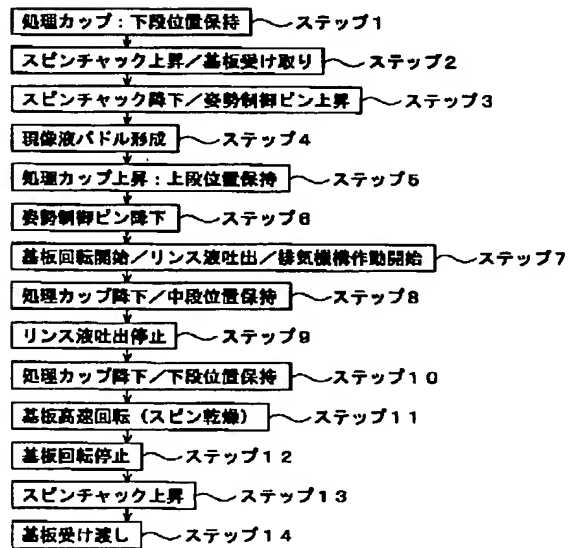 処理カップ：下段位置保持 ステップ1
スピンチャック上昇／基板受け取り ステップ2
スピンチャック降下／姿勢制御ピン上昇 ステップ3
現像液パドル形成 ステップ4
処理カップ上昇：上段位置保持 ステップ5
姿勢制御ピン降下 ステップ6
基板回転開始／リンス液吐出／排気機構作動開始 ステップ7
処理カップ降下／中段位置保持 ステップ8
リンス液吐出停止 ステップ9
処理カップ降下／下段位置保持 ステップ10
基板高速回転（スピン乾燥） ステップ11
基板回転停止 ステップ12
スピンチャック上昇 ステップ13
基板受け渡し ステップ14